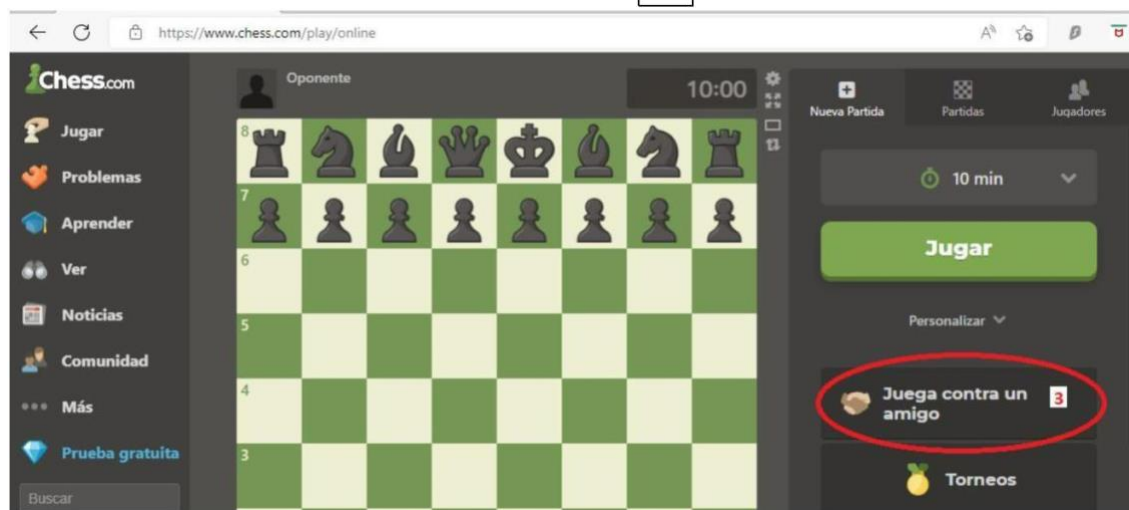 https://www.chess.com/play/online
Chess.com
Jugar
Problemas
Aprender
Ver
Noticias
Comunidad
Más
Prueba gratuita
Buscar
Oponente
10:00
8
7
6
5
4
3
Nueva Partida
Partidas
Jugadores
10 min
Jugar
Personalizar
Juega contra un
amigo
3
Torneos